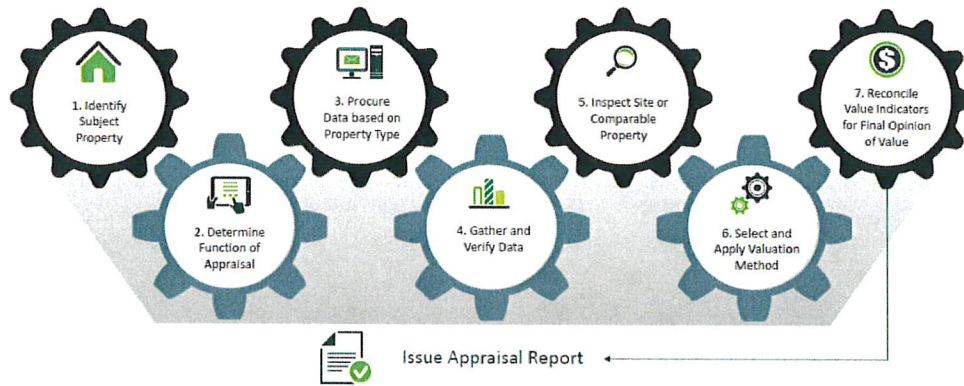 1. Identify
Subject
Property
2. Determine
Function of
Appraisal
3. Procure
Data based on
Property Type
4. Gather and
Verify Data
5. Inspect Site or
Comparable
Property
6. Select and
Apply Valuation
Method
$
7. Reconcile
Value Indicators
for Final Opinion
of Value
Issue Appraisal Report